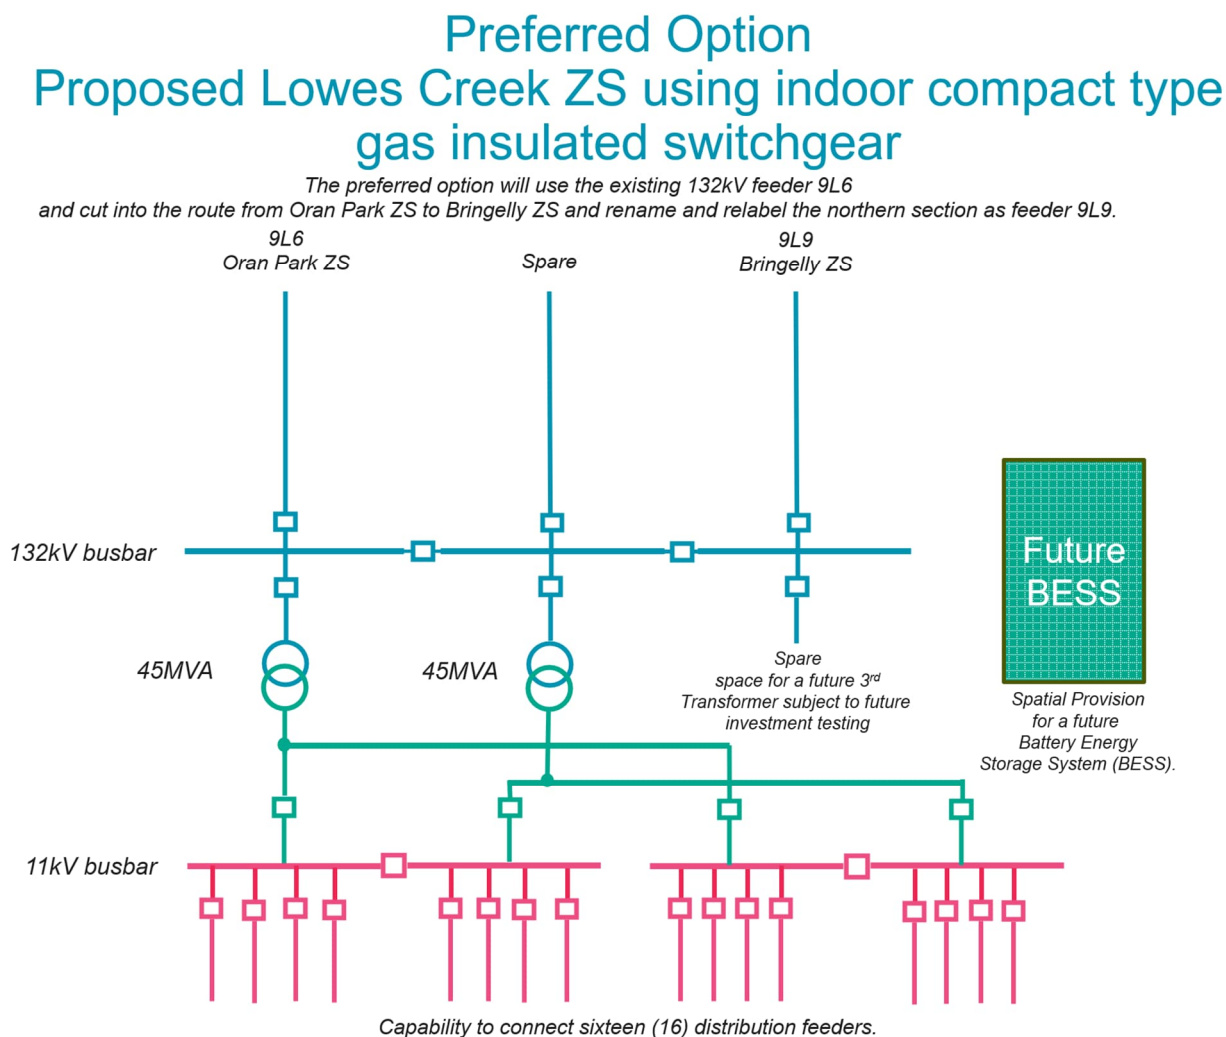 Preferred Option
Proposed Lowes Creek ZS using indoor compact type
gas insulated switchgear
The preferred option will use the existing 132kV feeder 9L6
and cut into the route from Oran Park ZS to Bringelly ZS and rename and relabel the northern section as feeder 9L9.
9L6
Oran Park ZS
Spare
9L9
Bringelly ZS
132kV busbar
Future
BESS
45MVA
45MVA
Spare
space for a future 3rd
Transformer subject to future
investment testing
Spatial Provision
for a future
Battery Energy
Storage System (BESS).
11kV busbar
Capability to connect sixteen (16) distribution feeders.